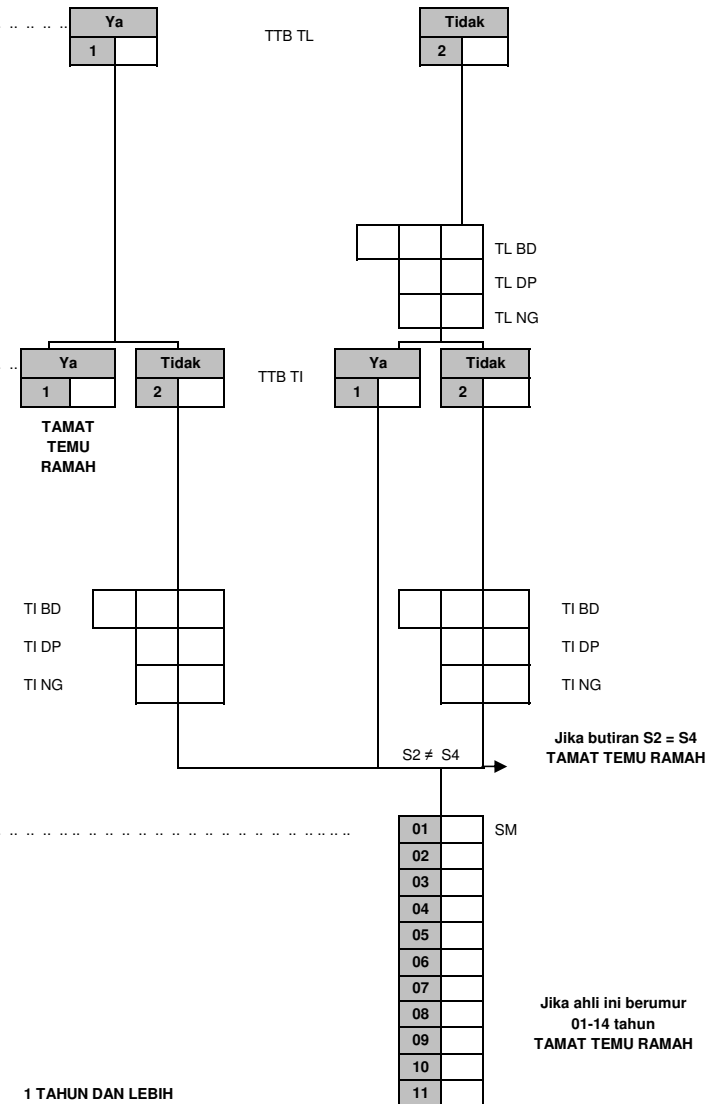 .. .. .. .. Ya TTB TL Tidak
1 2
TL BD
TL DP
TL NG
.. Ya Tidak TTB TI Ya Tidak
1 2 1 2
TAMAT
TEMU
RAMAH
TI BD TI BD
TI DP TI DP
TI NG TI NG
S2 ≠ S4
Jika butiran S2 = S4
TAMAT TEMU RAMAH
.. .. .. .. .. .. .. .. .. .. .. .. .. .. .. .. .. .. .. .. .. 01 SM
02
03
04
05
06
07
08
09
10
11
Jika ahli ini berumur
01-14 tahun
TAMAT TEMU RAMAH
1 TAHUN DAN LEBIH